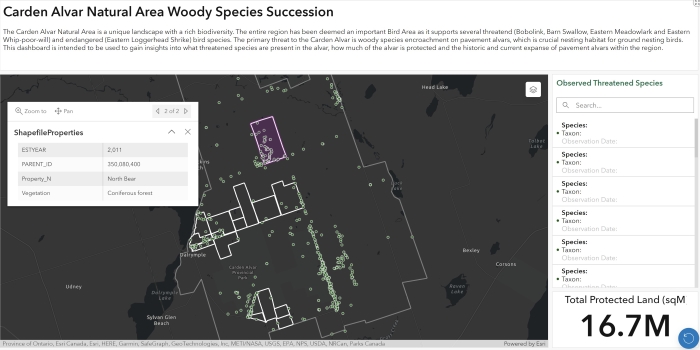 Carden Alvar Natural Area Woody Species Succession
The Carden Alvar Natural Area is a unique landscape with a rich biodiversity. The entire region has been deemed an important Bird Area as it supports several threatend (Bobolink, Barn Swallow, Eastern Meadowlark and Eastern
Whip-poor-will) and endangered (Eastern Loggerhead Shrike) bird species. The primary threat to the Carden Alvar is woody species encroachment on pavement alvars, which is crucial nesting habitat for ground nesting birds.
This dashboard is intended to be used to gain insights into what threatened species are present in the alvar, how much of the alvar is protected and the historic and current expanse of pavement alvars within the region.
Head Lake
Observed Threatened Species
Zoom to Pan 2 of 2
Search...
ShapefileProperties
ESTYEAR 2,011
PARENT_ID 350,080,400
Property_N North Bear
Vegetation Coniferous forest
Species:
• Taxon:
Observation Date:
Species:
• Taxon:
Observation Date:
Species:
• Taxon:
Observation Date:
Species:
• Taxon:
Observation Date:
Species:
• Taxon:
Observation Date:
Species:
• Taxon:
Dalrymple
Bexley
Corsons
Carden Alvar
Provincial
Park
Udney
Dalrymple
Lake
Raven
Lake
Sylvan Glen
Beach
Total Protected Land (sqM
16.7M
Province of Ontario, Esri Canada, Esri, HERE, Garmin, SafeGraph, GeoTechnologies, Inc, METI/NASA, USGS, EPA, NPS, USDA, NRCan, Parks Canada
Powered by Esri